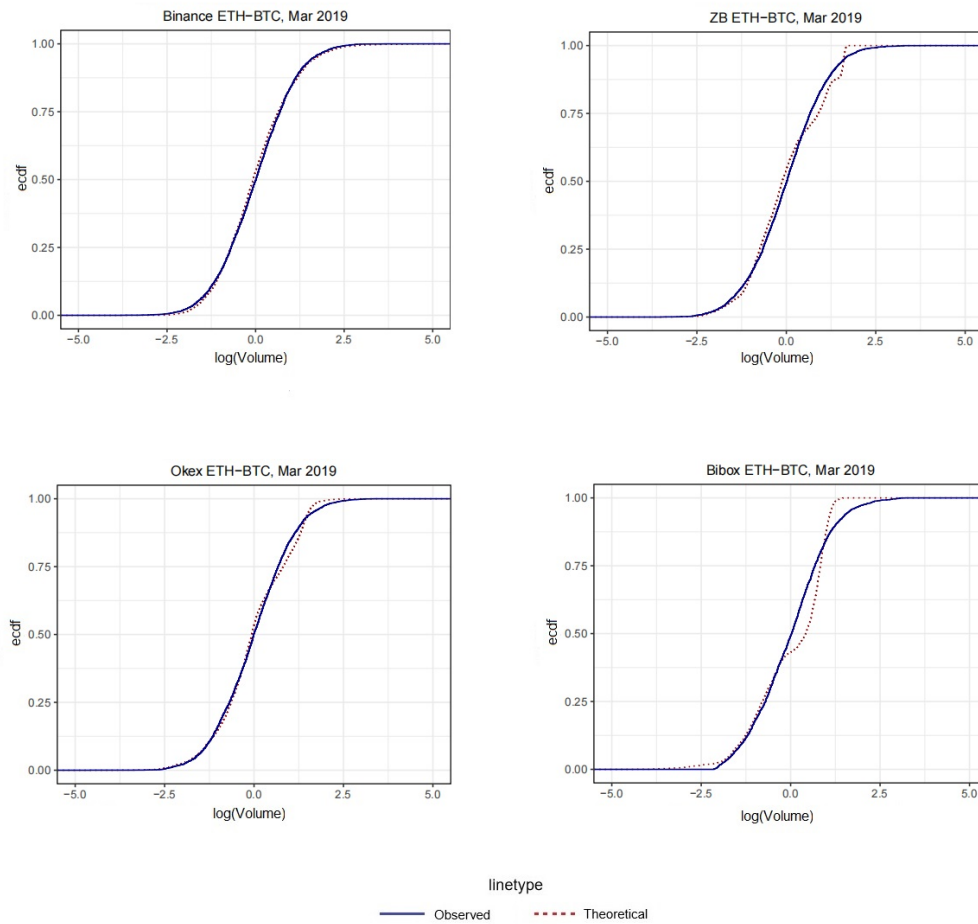 Binance ETH−BTC, Mar 2019
1.00
0.75
0.50
0.25
0.00
ecdf
−5.0 −2.5 0.0 2.5 5.0
log(Volume)
ZB ETH−BTC, Mar 2019
1.00
0.75
0.50
0.25
0.00
ecdf
−5.0 −2.5 0.0 2.5 5.0
log(Volume)
Okex ETH−BTC, Mar 2019
1.00
0.75
0.50
0.25
0.00
ecdf
−5.0 −2.5 0.0 2.5 5.0
log(Volume)
Bibox ETH−BTC, Mar 2019
1.00
0.75
0.50
0.25
0.00
ecdf
−5.0 −2.5 0.0 2.5 5.0
log(Volume)
linetype
Observed Theoretical